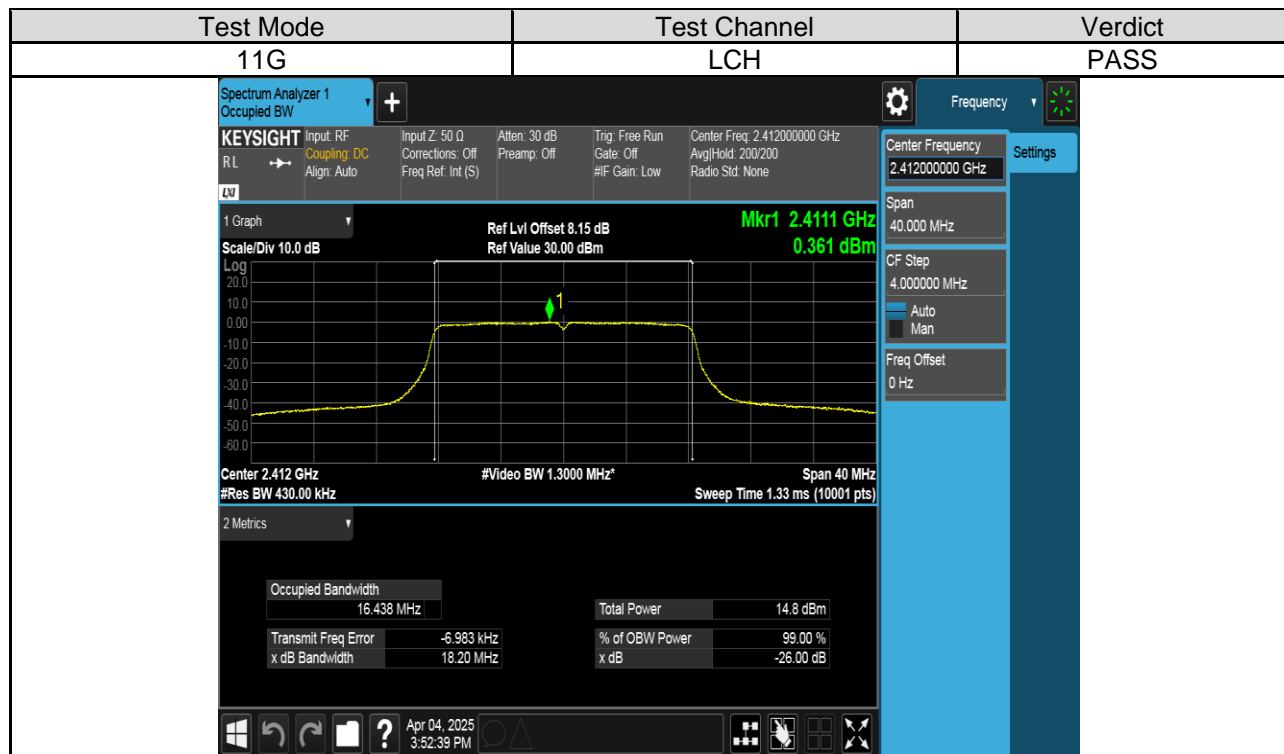 Test Mode Test Channel Verdict
11G LCH PASS
Spectrum Analyzer 1
Occupied BW
+
Frequency
KEYSIGHT
RL
LXI
Input: RF
Coupling: DC
Align: Auto
Input Z: 50 Ω
Corrections: Off
Freq Ref: Int (S)
Atten: 30 dB
Preamp: Off
Trig: Free Run
Gate: Off
#IF Gain: Low
Center Freq: 2.412000000 GHz
Avg|Hold: 200/200
Radio Std: None
Center Frequency
2.412000000 GHz
Settings
Span
40.000 MHz
CF Step
4.000000 MHz
Auto
Man
Freq Offset
0 Hz
1 Graph
Scale/Div 10.0 dB
Ref Lvl Offset 8.15 dB
Ref Value 30.00 dBm
Mkr1 2.4111 GHz
0.361 dBm
Log
20.0
10.0
0.00
-10.0
-20.0
-30.0
-40.0
-50.0
-60.0
1
Center 2.412 GHz
#Res BW 430.00 kHz
#Video BW 1.3000 MHz*
Span 40 MHz
Sweep Time 1.33 ms (10001 pts)
2 Metrics
Occupied Bandwidth
16.438 MHz
Total Power 14.8 dBm
Transmit Freq Error -6.983 kHz
% of OBW Power 99.00 %
x dB Bandwidth 18.20 MHz
x dB -26.00 dB
?
Apr 04, 2025
3:52:39 PM